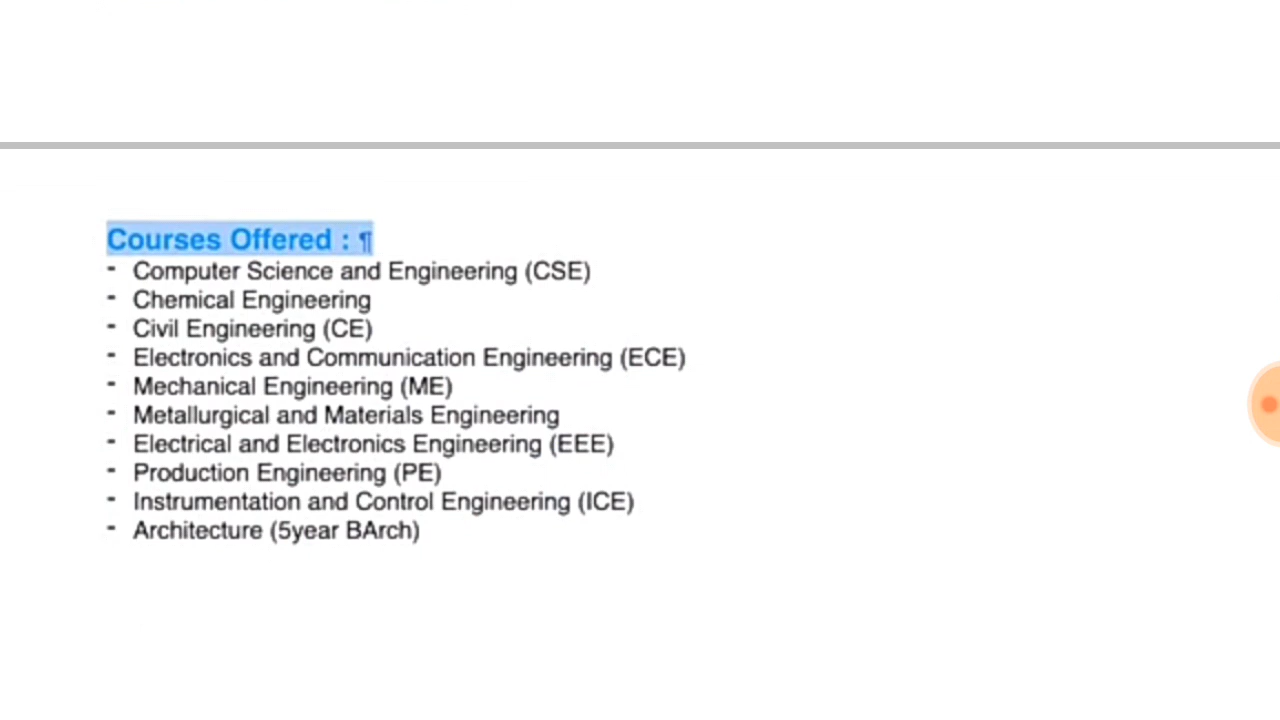 Courses Offered : ¶
- Computer Science and Engineering (CSE)
- Chemical Engineering
- Civil Engineering (CE)
- Electronics and Communication Engineering (ECE)
- Mechanical Engineering (ME)
- Metallurgical and Materials Engineering
- Electrical and Electronics Engineering (EEE)
- Production Engineering (PE)
- Instrumentation and Control Engineering (ICE)
- Architecture (5year BArch)